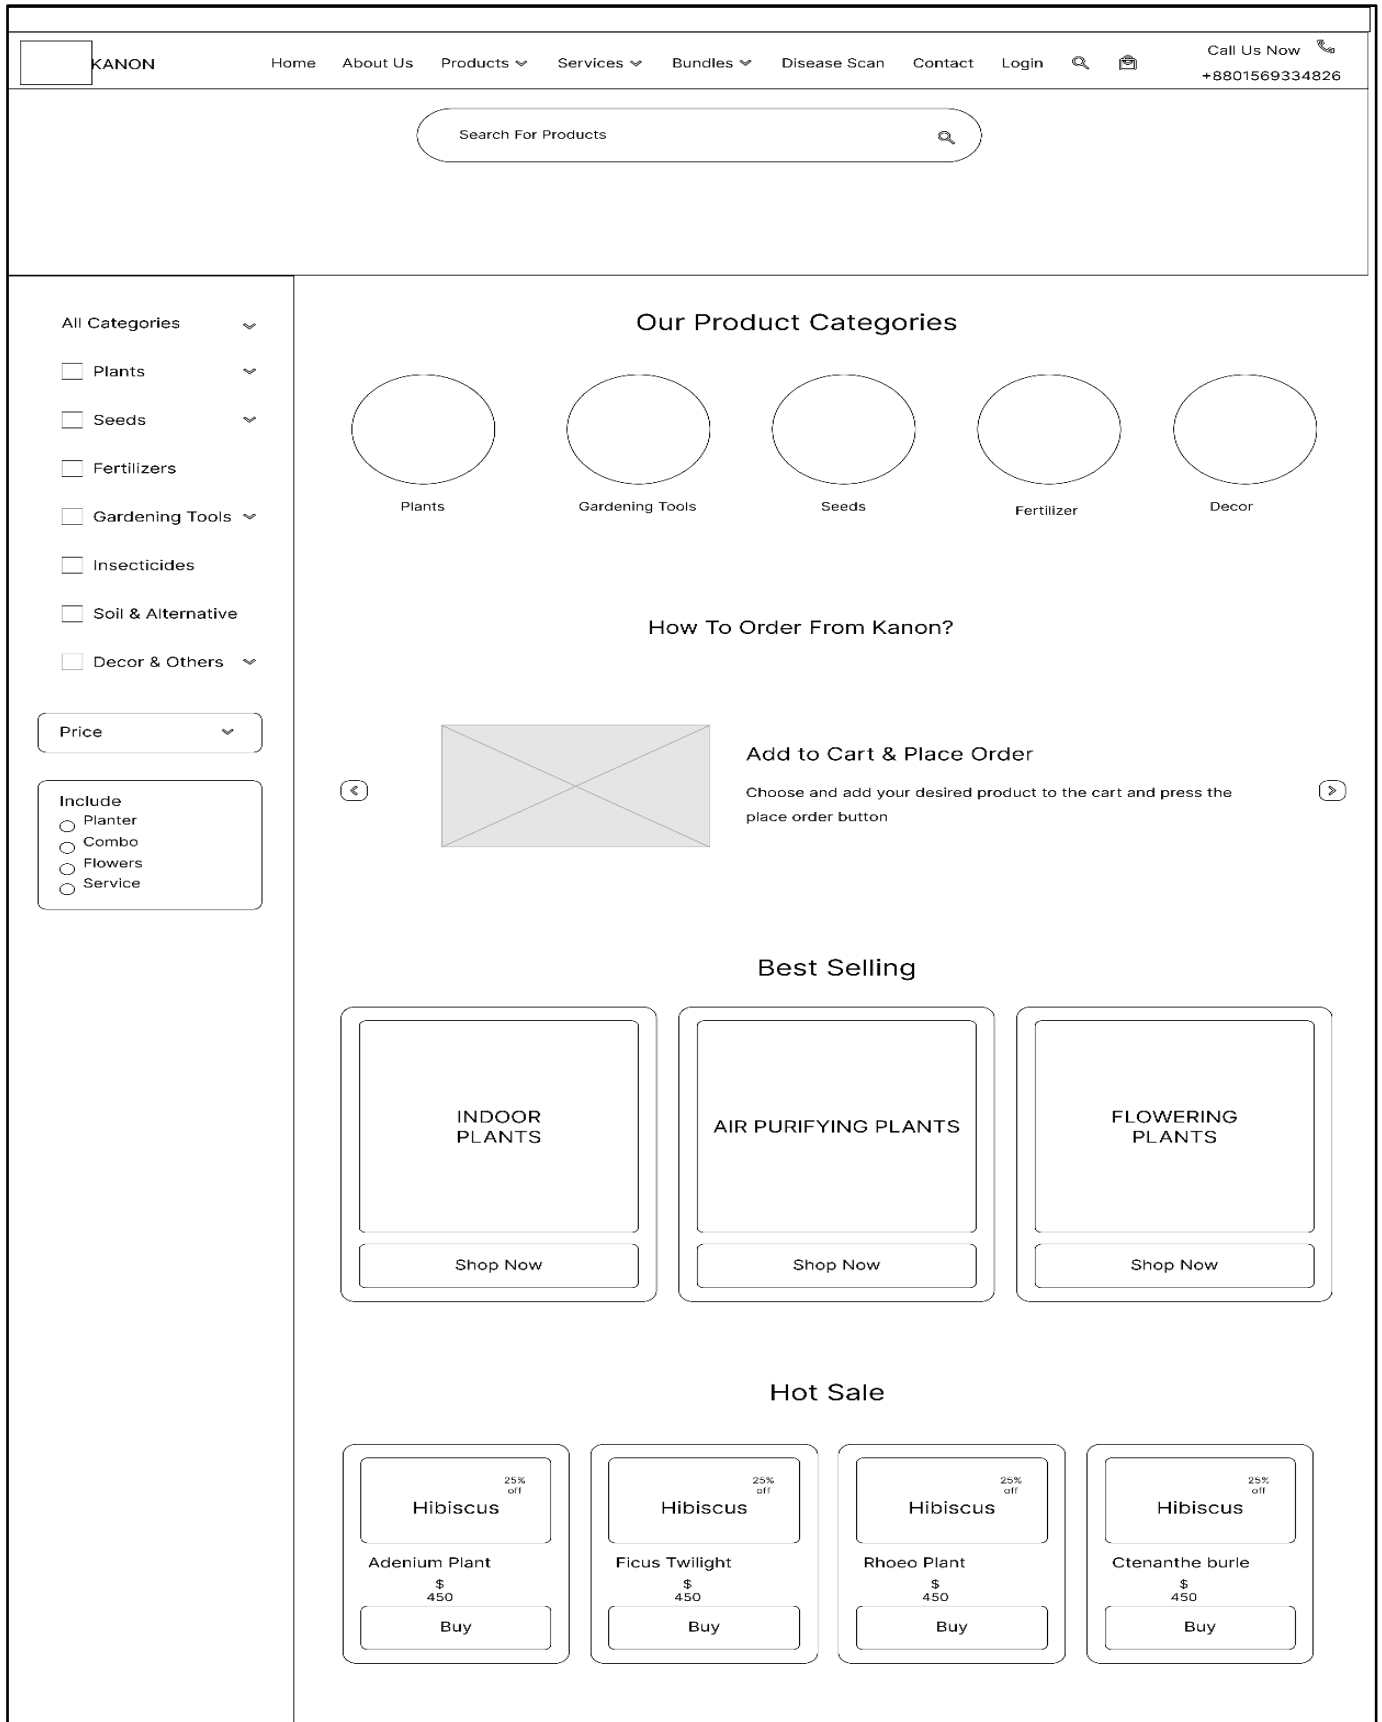 KANON
Home About Us Products Services Bundles Disease Scan Contact Login
Call Us Now
+8801569334826
Search For Products
All Categories
Plants
Seeds
Fertilizers
Gardening Tools
Insecticides
Soil & Alternative
Decor & Others
Price
Include
Planter
Combo
Flowers
Service
Our Product Categories
Plants Gardening Tools Seeds Fertilizer Decor
How To Order From Kanon?
Add to Cart & Place Order
Choose and add your desired product to the cart and press the
place order button
Best Selling
INDOOR
PLANTS
Shop Now
AIR PURIFYING PLANTS
Shop Now
FLOWERING
PLANTS
Shop Now
Hot Sale
25%
off
Hibiscus
Adenium Plant
$
450
Buy
25%
off
Hibiscus
Ficus Twilight
$
450
Buy
25%
off
Hibiscus
Rhoeo Plant
$
450
Buy
25%
off
Hibiscus
Ctenanthe burle
$
450
Buy